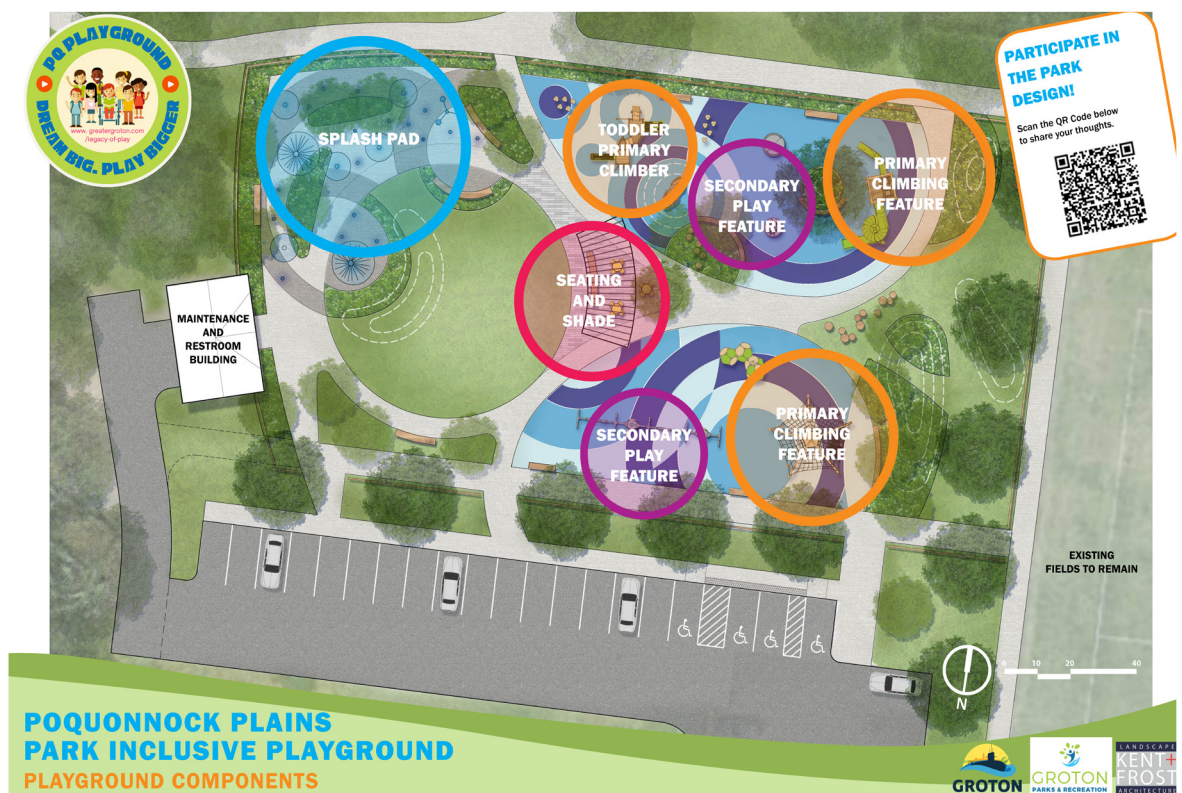 PQ PLAYGROUND
www.greatergroton.com
/legacy-of-play
DREAM BIG. PLAY BIGGER
PARTICIPATE IN
THE PARK
DESIGN!
Scan the QR Code below
to share your thoughts.
SPLASH PAD
TODDLER
PRIMARY
CLIMBER
SECONDARY
PLAY
FEATURE
PRIMARY
CLIMBING
FEATURE
SEATING
AND
SHADE
MAINTENANCE
AND
RESTROOM
BUILDING
SECONDARY
PLAY
FEATURE
PRIMARY
CLIMBING
FEATURE
EXISTING
FIELDS TO REMAIN
0 10 20 40
N
POQUONNOCK PLAINS
PARK INCLUSIVE PLAYGROUND
PLAYGROUND COMPONENTS
GROTON
GROTON
PARKS & RECREATION
LANDSCAPE
KENT+
FROST
ARCHITECTURE